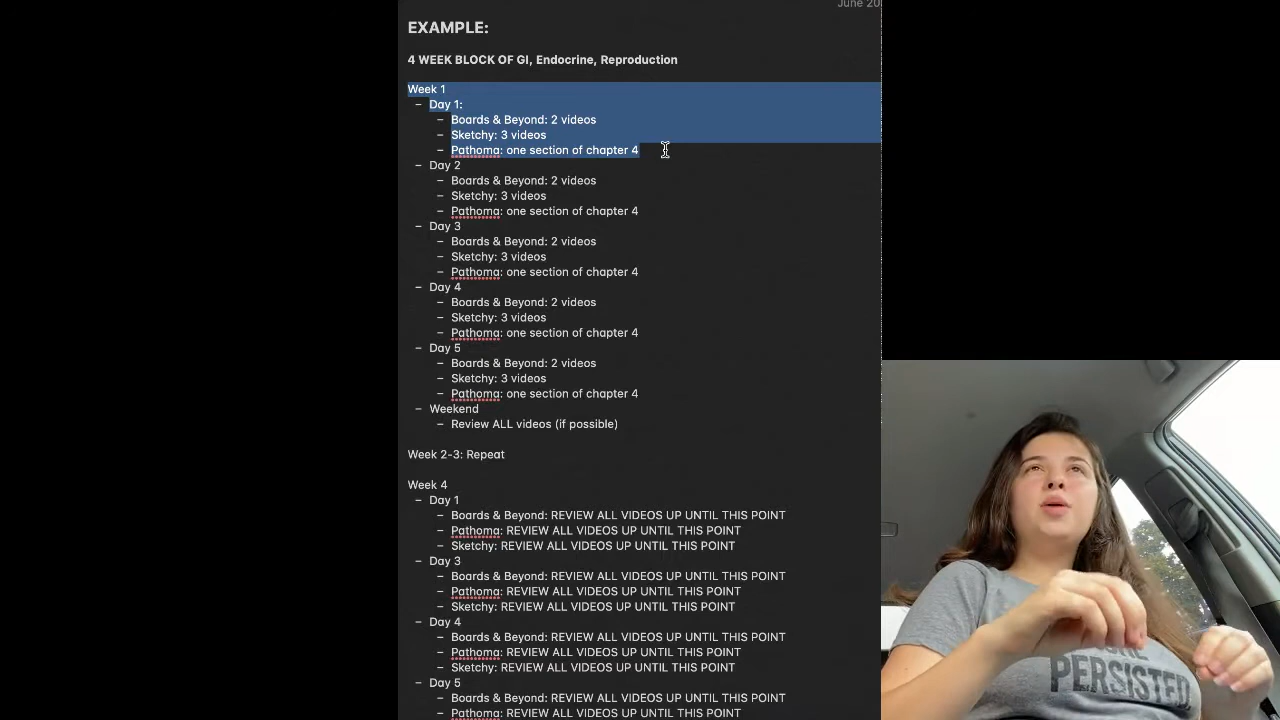 June 20
EXAMPLE:
4 WEEK BLOCK OF GI, Endocrine, Reproduction
Week 1
– Day 1:
– Boards & Beyond: 2 videos
– Sketchy: 3 videos
– Pathoma: one section of chapter 4
– Day 2
– Boards & Beyond: 2 videos
– Sketchy: 3 videos
– Pathoma: one section of chapter 4
– Day 3
– Boards & Beyond: 2 videos
– Sketchy: 3 videos
– Pathoma: one section of chapter 4
– Day 4
– Boards & Beyond: 2 videos
– Sketchy: 3 videos
– Pathoma: one section of chapter 4
– Day 5
– Boards & Beyond: 2 videos
– Sketchy: 3 videos
– Pathoma: one section of chapter 4
– Weekend
– Review ALL videos (if possible)
Week 2-3: Repeat
Week 4
– Day 1
– Boards & Beyond: REVIEW ALL VIDEOS UP UNTIL THIS POINT
– Pathoma: REVIEW ALL VIDEOS UP UNTIL THIS POINT
– Sketchy: REVIEW ALL VIDEOS UP UNTIL THIS POINT
– Day 3
– Boards & Beyond: REVIEW ALL VIDEOS UP UNTIL THIS POINT
– Pathoma: REVIEW ALL VIDEOS UP UNTIL THIS POINT
– Sketchy: REVIEW ALL VIDEOS UP UNTIL THIS POINT
– Day 4
– Boards & Beyond: REVIEW ALL VIDEOS UP UNTIL THIS POINT
– Pathoma: REVIEW ALL VIDEOS UP UNTIL THIS POINT
– Sketchy: REVIEW ALL VIDEOS UP UNTIL THIS POINT
– Day 5
– Boards & Beyond: REVIEW ALL VIDEOS UP UNTIL THIS POINT
– Pathoma: REVIEW ALL VIDEOS UP UNTIL THIS POINT
PERSISTED